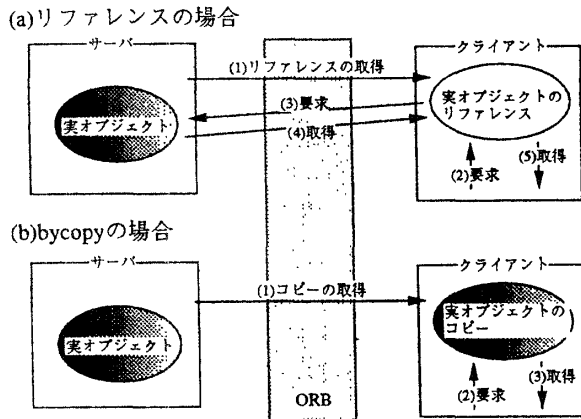 (a)リファレンスの場合
サーバ
クライアント
(1)リファレンスの取得
実オブジェクト
(3)要求
(4)取得
実オブジェクトの
リファレンス
(2)要求
(5)取得
(b)bycopyの場合
サーバ
クライアント
(1)コピーの取得
実オブジェクト
実オブジェクトの
コピー
(2)要求
(3)取得
ORB